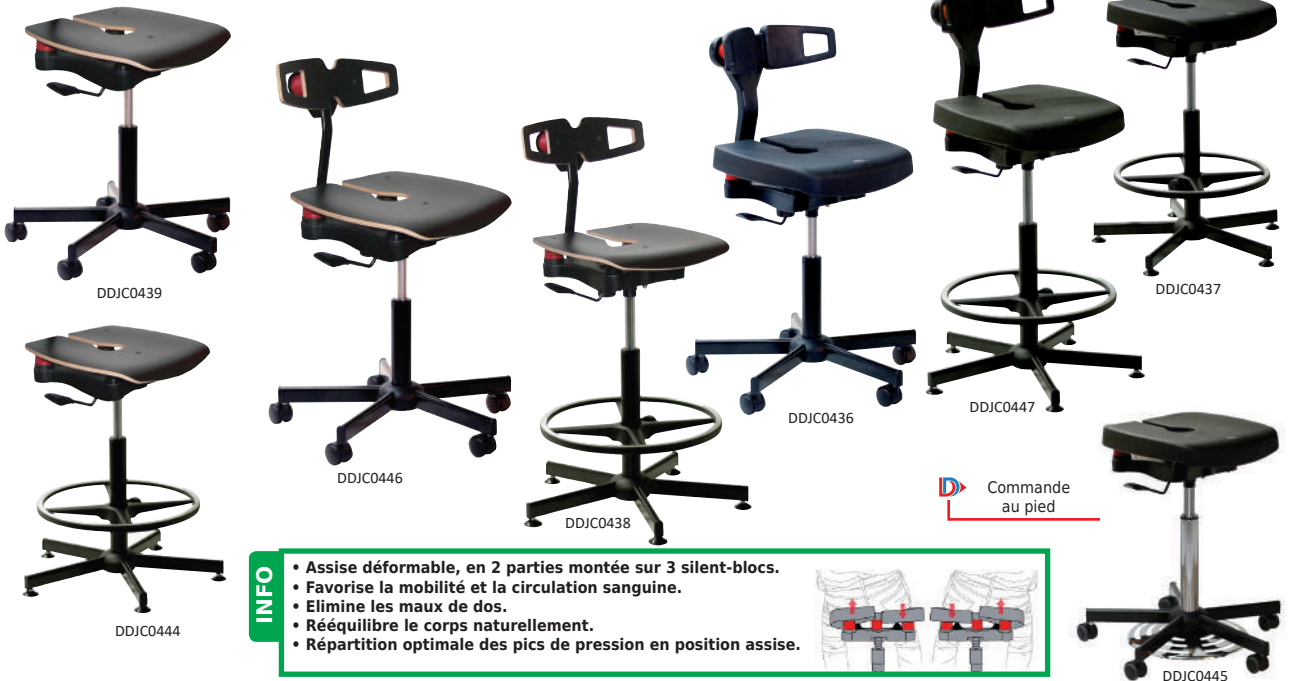 DDJC0439
DDJC0437
DDJC0447
DDJC0436
DDJC0446
Commande
au pied
DDJC0438
DDJC0444
INFO
• Assise déformable, en 2 parties montée sur 3 silent-blocs.
• Favorise la mobilité et la circulation sanguine.
• Elimine les maux de dos.
• Rééquilibre le corps naturellement.
• Répartition optimale des pics de pression en position assise.
DDJC0445